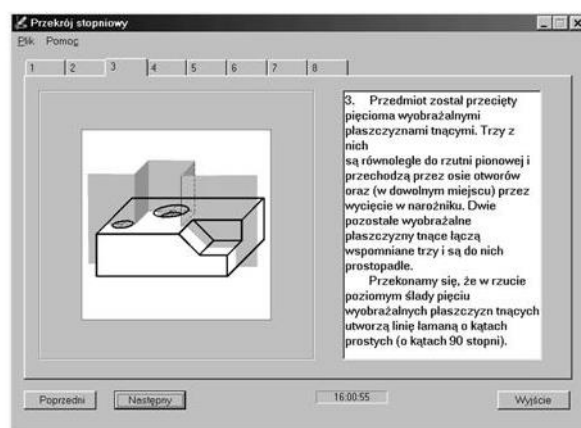 Przekrój stopniowy
Plik Pomoc
1 2 3 4 5 6 7 8
3. Przedmiot został przecięty
pięcioma wyobrażalnymi
płaszczyznami tnącymi. Trzy z
nich
są równoległe do rzutni pionowej i
przechodzą przez osie otworów
oraz (w dowolnym miejscu) przez
wycięcie w narożniku. Dwie
pozostałe wyobrażalne
płaszczyzny tnące łączą
wspomniane trzy i są do nich
prostopadłe.
Przekonamy się, że w rzucie
poziomym ślady pięciu
wyobrażalnych płaszczyzn tnących
utworzą linię łamaną o kątach
prostych (o kątach 90 stopni).
Poprzedni Następny 16:00:55 Wyjście